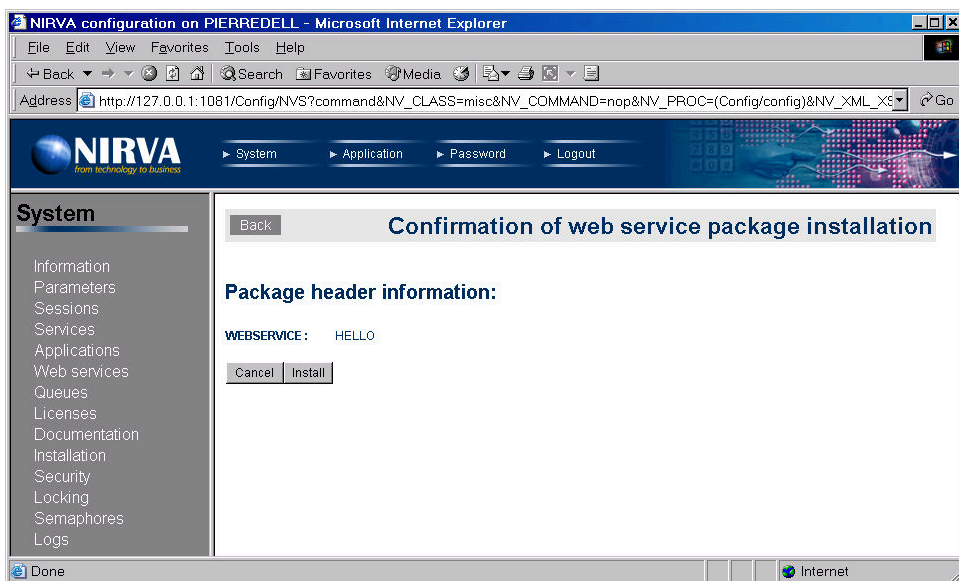 NIRVA configuration on PIERREDELL - Microsoft Internet Explorer
File Edit View Favorites Tools Help
Back Search Favorites Media
Address http://127.0.0.1:1081/Config/NVS?command&NV_CLASS=misc&NV_COMMAND=nop&NV_PROC=(Config/config)&NV_XML_XS Go
NIRVA
from technology to business
System Application Password Logout
System
Back
Confirmation of web service package installation
Information
Parameters
Sessions
Services
Applications
Web services
Queues
Licenses
Documentation
Installation
Security
Locking
Semaphores
Logs
Package header information:
WEBSERVICE : HELLO
Cancel Install
Done Internet